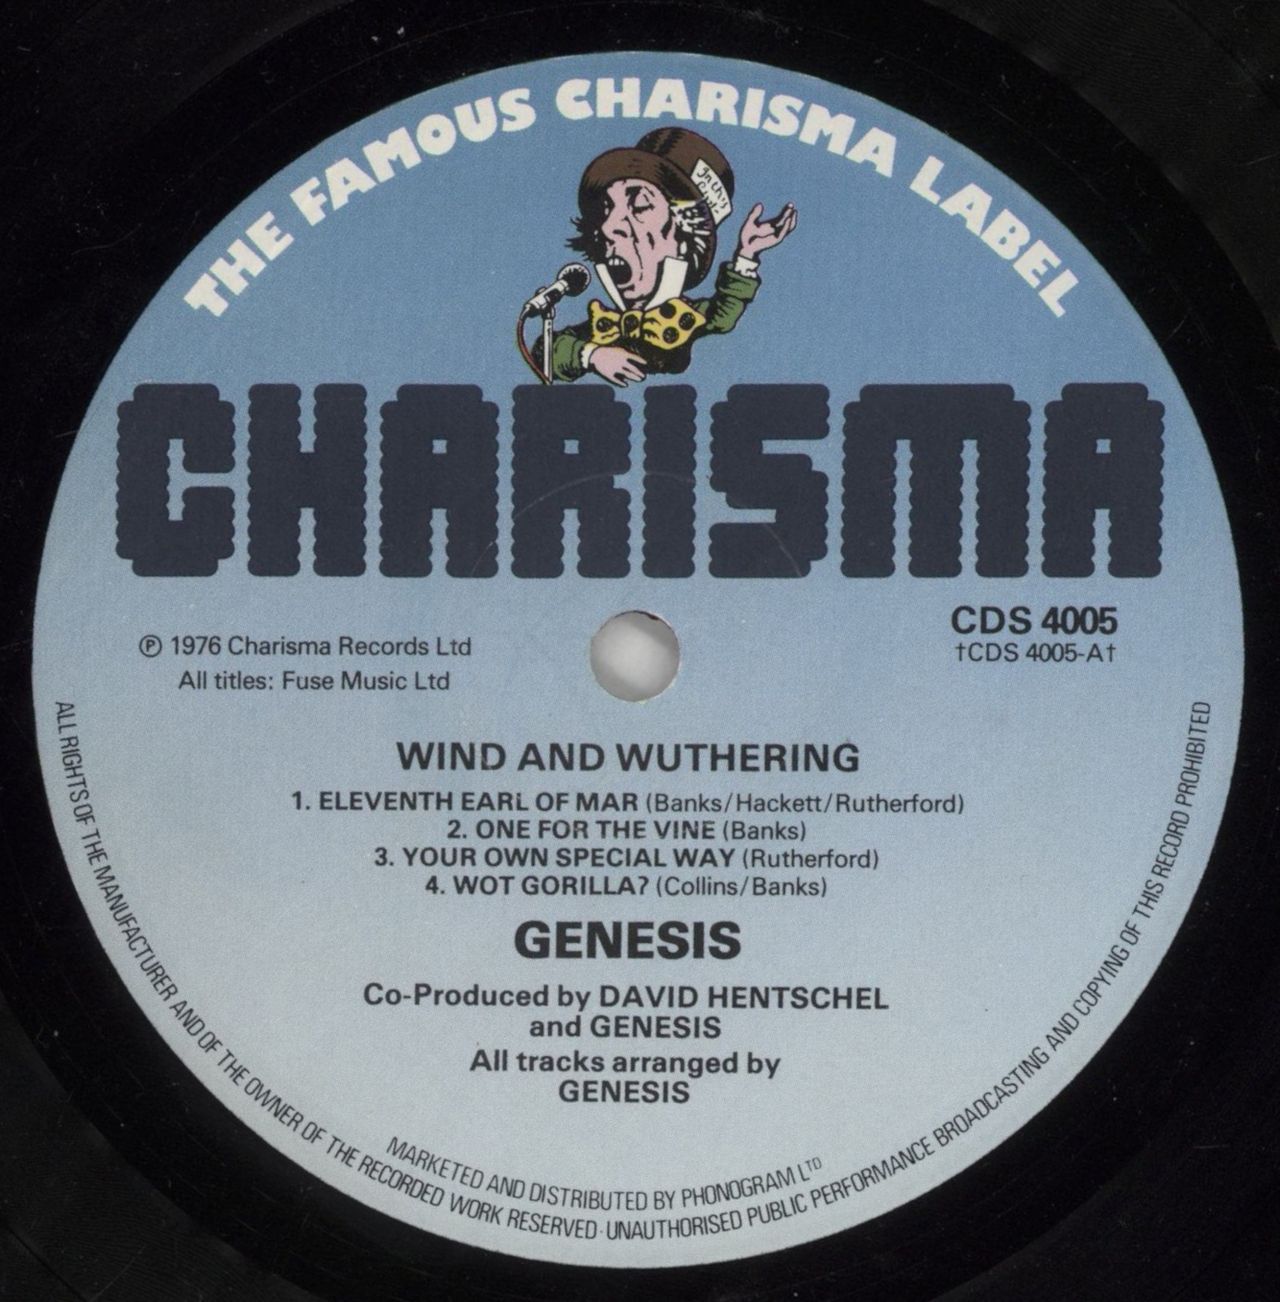 THE FAMOUS CHARISMA LABEL
In this
CHARISMA
CDS 4005
†CDS 4005-A†
℗ 1976 Charisma Records Ltd
All titles: Fuse Music Ltd
WIND AND WUTHERING
1. ELEVENTH EARL OF MAR (Banks/Hackett/Rutherford)
2. ONE FOR THE VINE (Banks)
3. YOUR OWN SPECIAL WAY (Rutherford)
4. WOT GORILLA? (Collins/Banks)
GENESIS
Co-Produced by DAVID HENTSCHEL
and GENESIS
All tracks arranged by
GENESIS
MARKETED AND DISTRIBUTED BY PHONOGRAM LTD
ALL RIGHTS OF THE MANUFACTURER AND OF THE OWNER OF THE RECORDED WORK RESERVED·UNAUTHORISED PUBLIC PERFORMANCE BROADCASTING AND COPYING OF THIS RECORD PROHIBITED